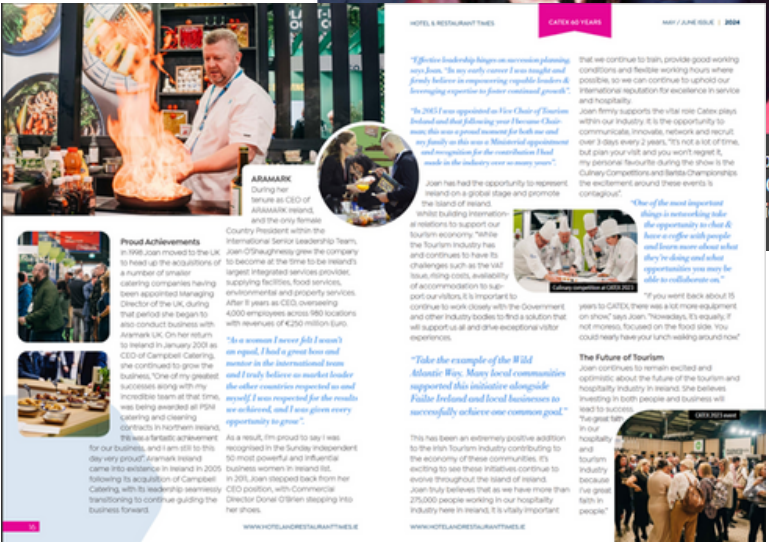 Proud Achievements
In 1998 Joan moved to the UK
to head up the acquisitions of
a number of smaller
catering companies having
been appointed Managing
Director of the UK, during
that period she began to
also conduct business with
Aramark UK. On her return
to Ireland in January 2001 as
CEO of Campbell Catering,
she continued to grow the
business, "One of my greatest
successes along with my
incredible team at that time,
was being awarded all PSNI
catering and cleaning
contracts in Northern Ireland,
this was a fantastic achievement
for our business, and I am still to this
day very proud". Aramark Ireland
came into existence in Ireland in 2005
following its acquisition of Campbell
Catering, with its leadership seamlessly
transitioning to continue guiding the
business forward.
ARAMARK
During her
tenure as CEO of
ARAMARK Ireland,
and the only female
Country President within the
International Senior Leadership Team,
Joan O'Shaughnessy grew the company
to become at the time to be Ireland's
largest integrated services provider,
supplying facilities, food services,
environmental and property services.
After 11 years as CEO, overseeing
4,000 employees across 980 locations
with revenues of €250 million Euro.
"As a woman I never felt I wasn't
an equal, I had a great boss and
mentor in the international team
and I truly believe as market leader
the other countries respected us and
myself. I was respected for the results
we achieved, and I was given every
opportunity to grow".
As a result, I'm proud to say I was
recognised in the Sunday Independent
50 most powerful and influential
business women in Ireland list.
In 2011, Joan stepped back from her
CEO position, with Commercial
Director Donal O'Brien stepping into
her shoes.
16
WWW.HOTELANDRESTAURANTTIMES.IE
HOTEL & RESTAURANT TIMES
CATEX 60 YEARS
MAY / JUNE ISSUE | 2024
"Effective leadership hinges on succession planning,
says Joan. "In my early career I was taught and
firmly believe in empowering capable leaders &
leveraging expertise to foster continued growth".
"In 2015 I was appointed as Vice Chair of Tourism
Ireland and that following year I became Chair-
man; this was a proud moment for both me and
my family as this was a Ministerial appointment
and recognition for the contribution I had
made in the industry over so many years".
Joan has had the opportunity to represent
Ireland on a global stage and promote
the Island of Ireland.
Whilst building internation-
al relations to support our
tourism economy. "While
the Tourism Industry has
and continues to have its
challenges such as the VAT
issue, rising costs, availability
of accommodation to sup-
port our visitors, it is important to
continue to work closely with the Government
and other Industry bodies to find a solution that
will support us all and drive exceptional visitor
experiences.
"Take the example of the Wild
Atlantic Way. Many local communities
supported this initiative alongside
Fáilte Ireland and local businesses to
successfully achieve one common goal."
This has been an extremely positive addition
to the Irish Tourism Industry contributing to
the economy of these communities. It's
exciting to see these initiatives continue to
evolve throughout the Island of Ireland.
Joan truly believes that as we have more than
275,000 people working in our hospitality
industry here in Ireland, it is vitally important
WWW.HOTELANDRESTAURANTTIMES.IE
that we continue to train, provide good working
conditions and flexible working hours where
possible, so we can continue to uphold our
International reputation for excellence in service
and hospitality.
Joan firmly supports the vital role Catex plays
within our Industry. It is the opportunity to
communicate, innovate, network and recruit
over 3 days every 2 years, "It's not a lot of time,
but plan your visit and you won't regret it,
my personal favourite during the show is the
Culinary Competitions and Barista Championships
the excitement around these events is
contagious".
Culinary competition at CATEX 2023
"One of the most important
things is networking take
the opportunity to chat &
have a coffee with people
and learn more about what
they're doing and what
opportunities you may be
able to collaborate on,"
"If you went back about 15
years to CATEX, there was a lot more equipment
on show," says Joan. "Nowadays, it's equally, if
not moreso, focused on the food side. You
could nearly have your lunch walking around now."
The Future of Tourism
Joan continues to remain excited and
optimistic about the future of the tourism and
hospitality Industry in Ireland. She believes
investing in both people and business will
lead to success.
"I've great faith
in our
hospitality
and
tourism
Industry
because
I've great
faith in
people."
CATEX 2023 event